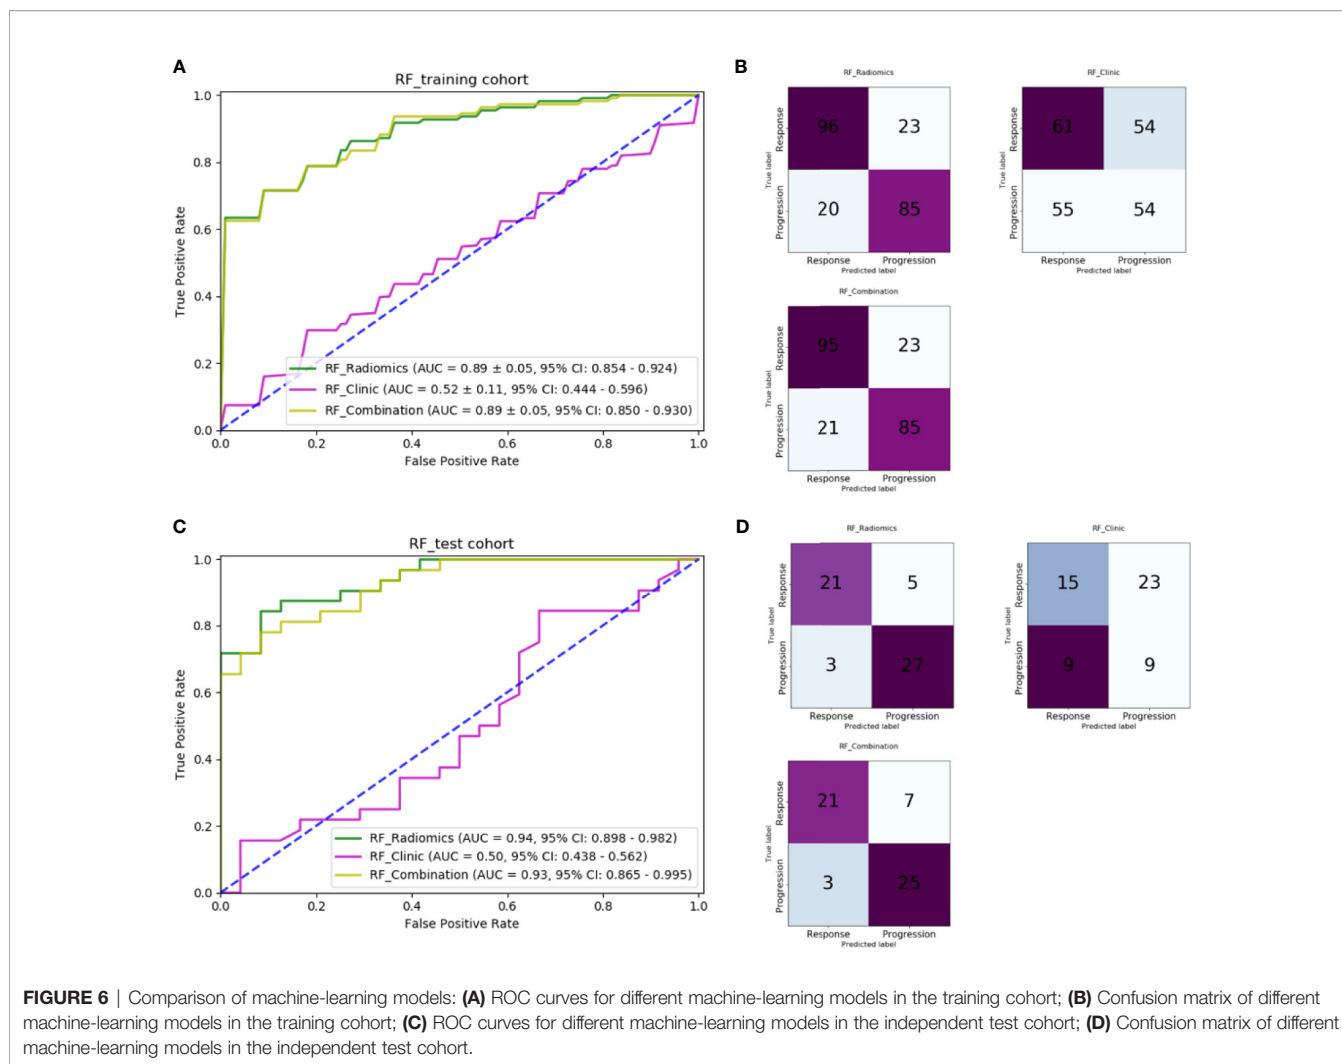 A
RF_training cohort
True Positive Rate
1.0
0.8
0.6
0.4
0.2
0.0
RF_Radiomics (AUC = 0.89 ± 0.05, 95% CI: 0.854 - 0.924)
RF_Clinic (AUC = 0.52 ± 0.11, 95% CI: 0.444 - 0.596)
RF_Combination (AUC = 0.89 ± 0.05, 95% CI: 0.850 - 0.930)
0.0 0.2 0.4 0.6 0.8 1.0
False Positive Rate
B
RF_Radiomics
True label
Response
Progression
96 23
20 85
Response Progression
Predicted label
RF_Clinic
True label
Response
Progression
61 54
55 54
Response Progression
Predicted label
RF_Combination
True label
Response
Progression
95 23
21 85
Response Progression
Predicted label
C
RF_test cohort
True Positive Rate
1.0
0.8
0.6
0.4
0.2
0.0
RF_Radiomics (AUC = 0.94, 95% CI: 0.898 - 0.982)
RF_Clinic (AUC = 0.50, 95% CI: 0.438 - 0.562)
RF_Combination (AUC = 0.93, 95% CI: 0.865 - 0.995)
0.0 0.2 0.4 0.6 0.8 1.0
False Positive Rate
D
RF_Radiomics
True label
Response
Progression
21 5
3 27
Response Progression
Predicted label
RF_Clinic
True label
Response
Progression
15 23
9 9
Response Progression
Predicted label
RF_Combination
True label
Response
Progression
21 7
3 25
Response Progression
Predicted label
FIGURE 6 | Comparison of machine-learning models: (A) ROC curves for different machine-learning models in the training cohort; (B) Confusion matrix of different
machine-learning models in the training cohort; (C) ROC curves for different machine-learning models in the independent test cohort; (D) Confusion matrix of different
machine-learning models in the independent test cohort.